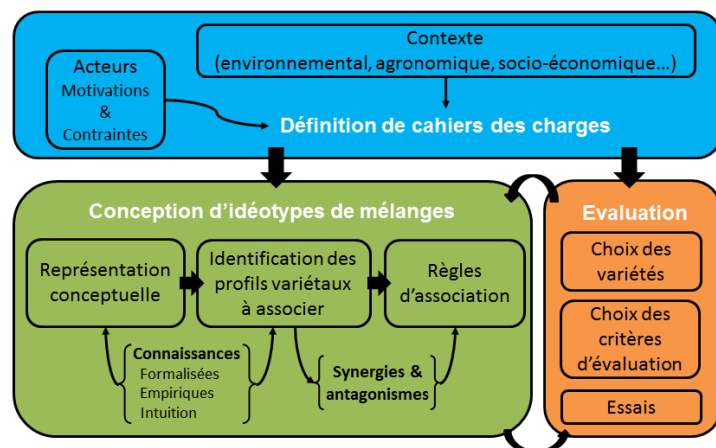 Contexte
(environnemental, agronomique, socio-économique...)
Acteurs
Motivations
&
Contraintes
Définition de cahiers des charges
Conception d'idéotypes de mélanges
Représentation
conceptuelle
Identification des
profils variétaux
à associer
Règles
d'association
Connaissances
Formalisées
Empiriques
Intuition
Synergies &
antagonismes
Evaluation
Choix des
variétés
Choix des
critères
d'évaluation
Essais